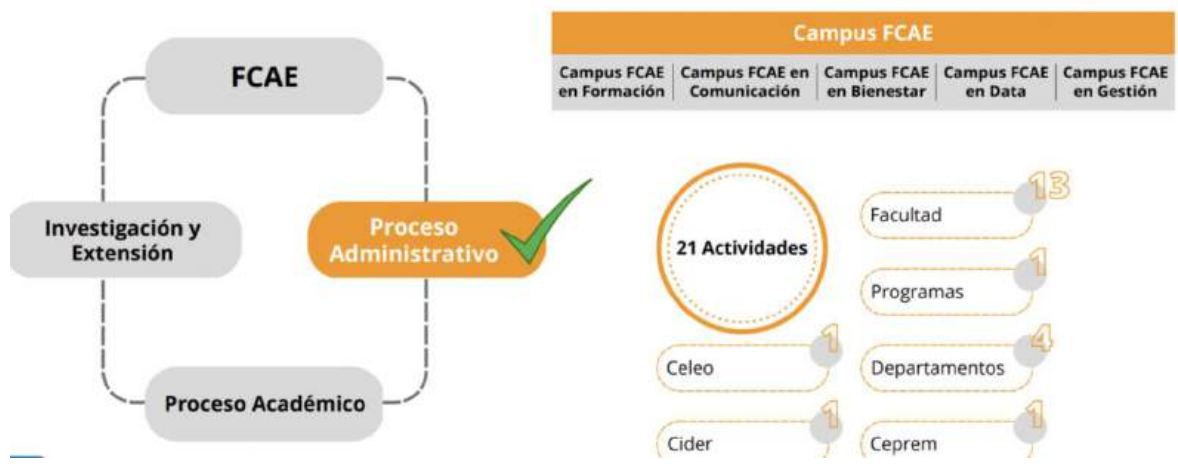 FCAE
Investigación y
Extensión
Proceso
Administrativo
Proceso Académico
Campus FCAE
Campus FCAE
en Formación
Campus FCAE en
Comunicación
Campus FCAE
en Bienestar
Campus FCAE
en Data
Campus FCAE
en Gestión
21 Actividades
13
Facultad
1
Programas
1
Celeo
4
Departamentos
1
Cider
1
Ceprem